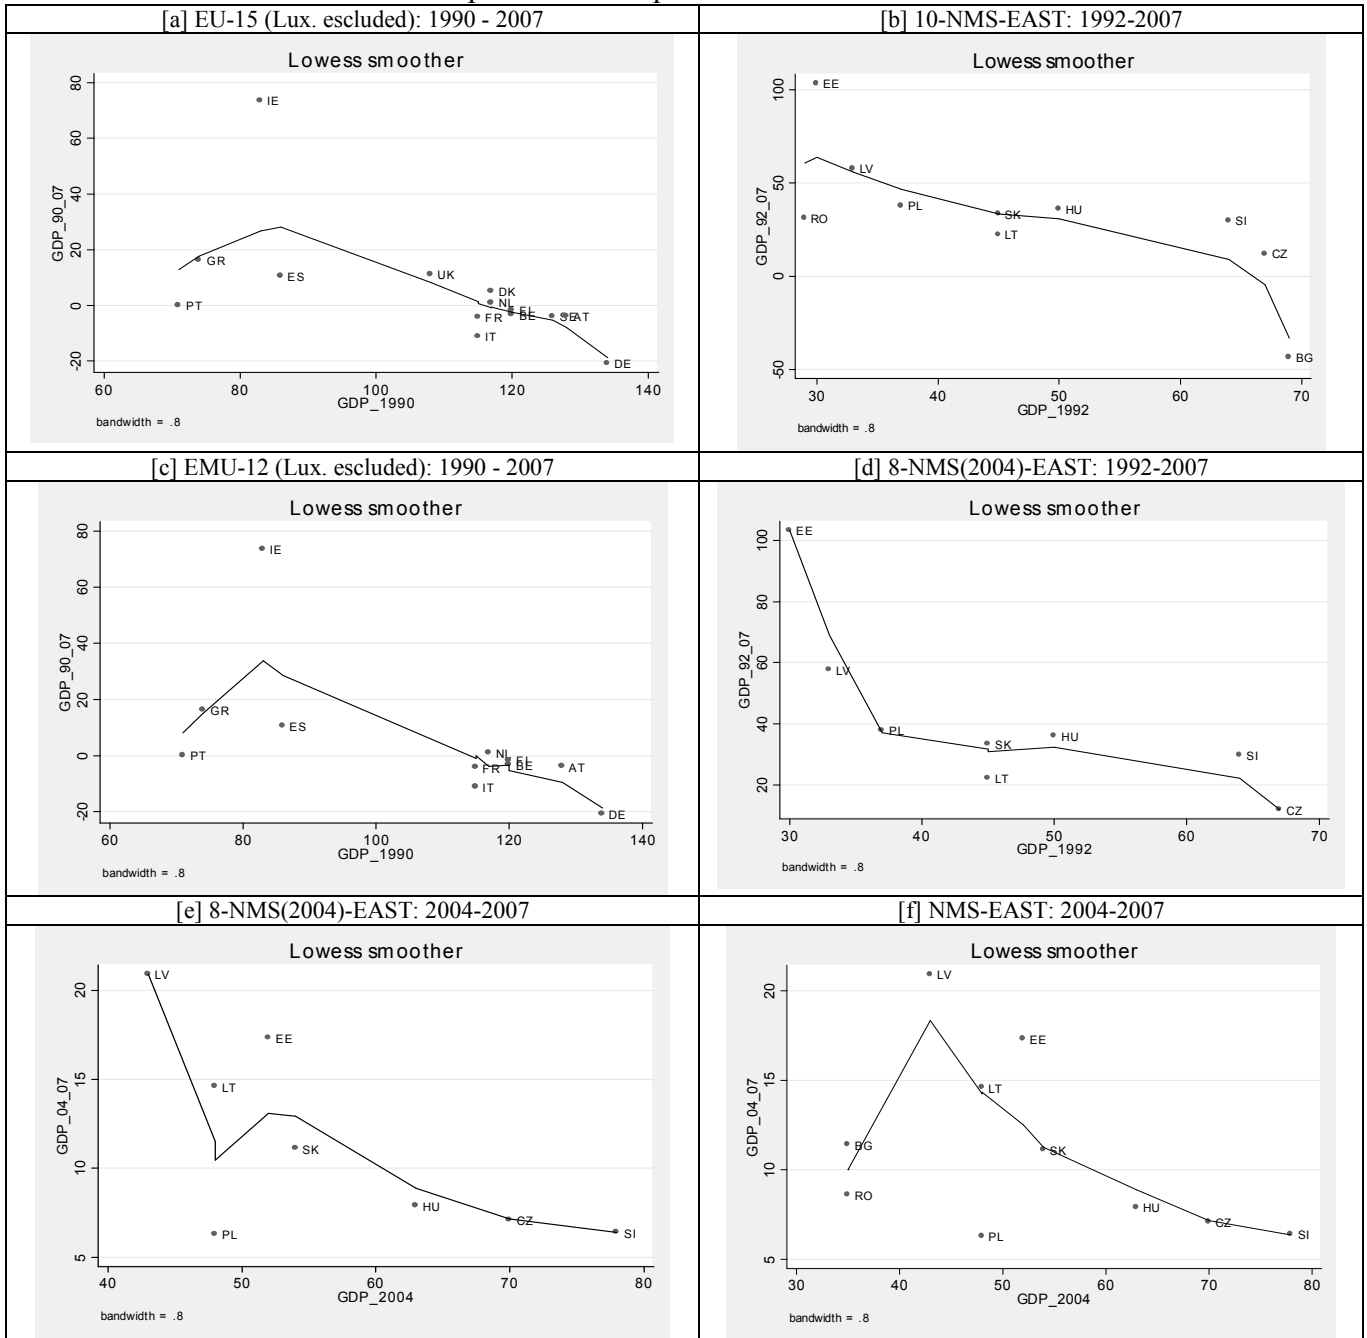 [a] EU-15 (Lux. escluded): 1990 - 2007
Lowess smoother
GDP_90_07
80
60
40
20
0
-20
IE
GR
ES
PT
UK
DK
NL
FR
BE
IT
AT
DE
60 80 100 120 140
GDP_1990
bandwidth = .8
[b] 10-NMS-EAST: 1992-2007
Lowess smoother
GDP_92_07
100
50
0
-50
EE
LV
RO
PL
SK
LT
HU
SI
CZ
BG
30 40 50 60 70
GDP_1992
bandwidth = .8
[c] EMU-12 (Lux. escluded): 1990 - 2007
Lowess smoother
GDP_90_07
80
60
40
20
0
-20
IE
GR
ES
PT
NL
FR
BE
IT
AT
DE
60 80 100 120 140
GDP_1990
bandwidth = .8
[d] 8-NMS(2004)-EAST: 1992-2007
Lowess smoother
GDP_92_07
100
80
60
40
20
EE
LV
PL
SK
LT
HU
SI
CZ
30 40 50 60 70
GDP_1992
bandwidth = .8
[e] 8-NMS(2004)-EAST: 2004-2007
Lowess smoother
GDP_04_07
20
15
10
5
LV
EE
LT
SK
PL
HU
CZ
SI
40 50 60 70 80
GDP_2004
bandwidth = .8
[f] NMS-EAST: 2004-2007
Lowess smoother
GDP_04_07
20
15
10
5
LV
EE
LT
BG
SK
RO
PL
HU
CZ
SI
30 40 50 60 70 80
GDP_2004
bandwidth = .8